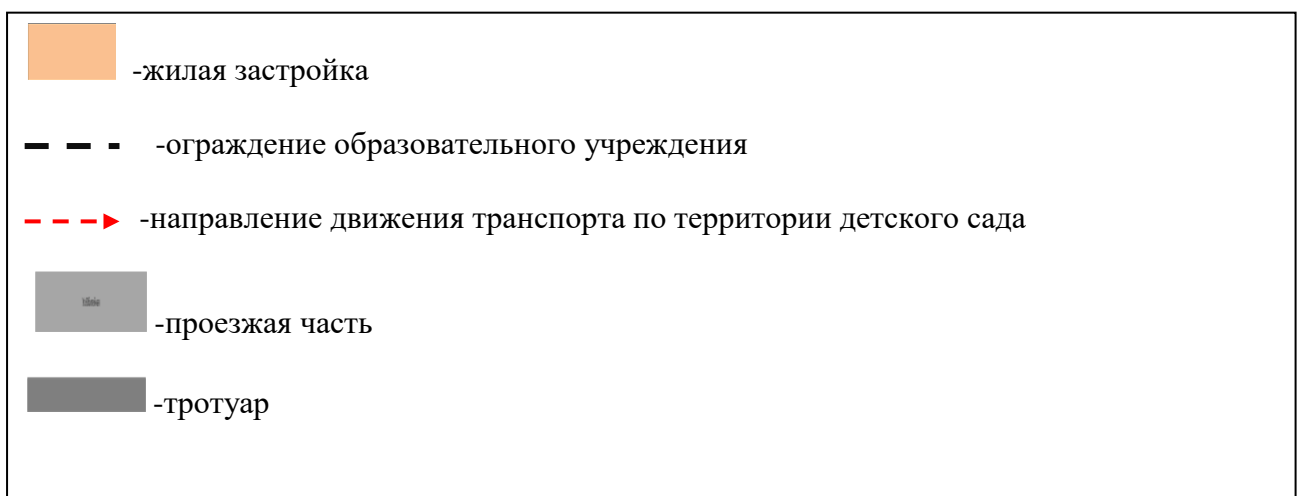 -жилая застройка
-ограждение образовательного учреждения
-направление движения транспорта по территории детского сада
-проезжая часть
-тротуар